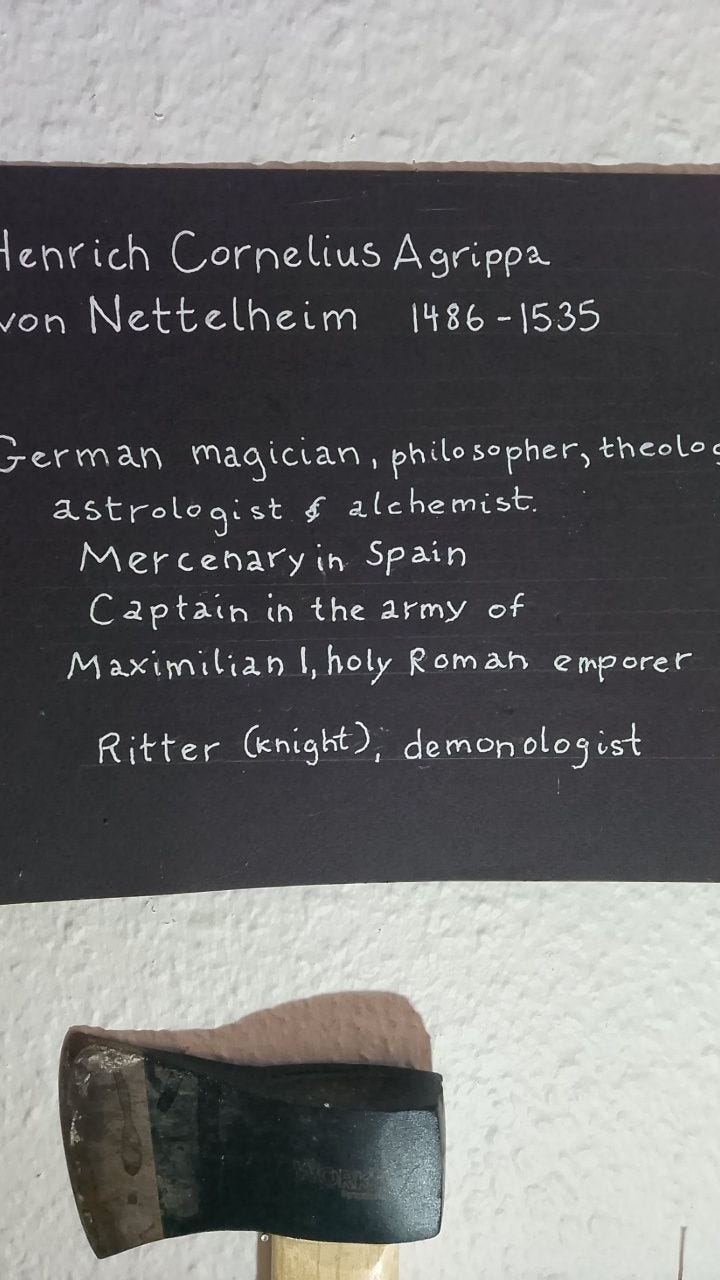 Henrich Cornelius Agrippa
von Nettelheim 1486-1535
German magician, philosopher, theolog
astrologist & alchemist.
Mercenary in Spain
Captain in the army of
Maximilian I, holy Roman emporer
Ritter (knight), demonologist